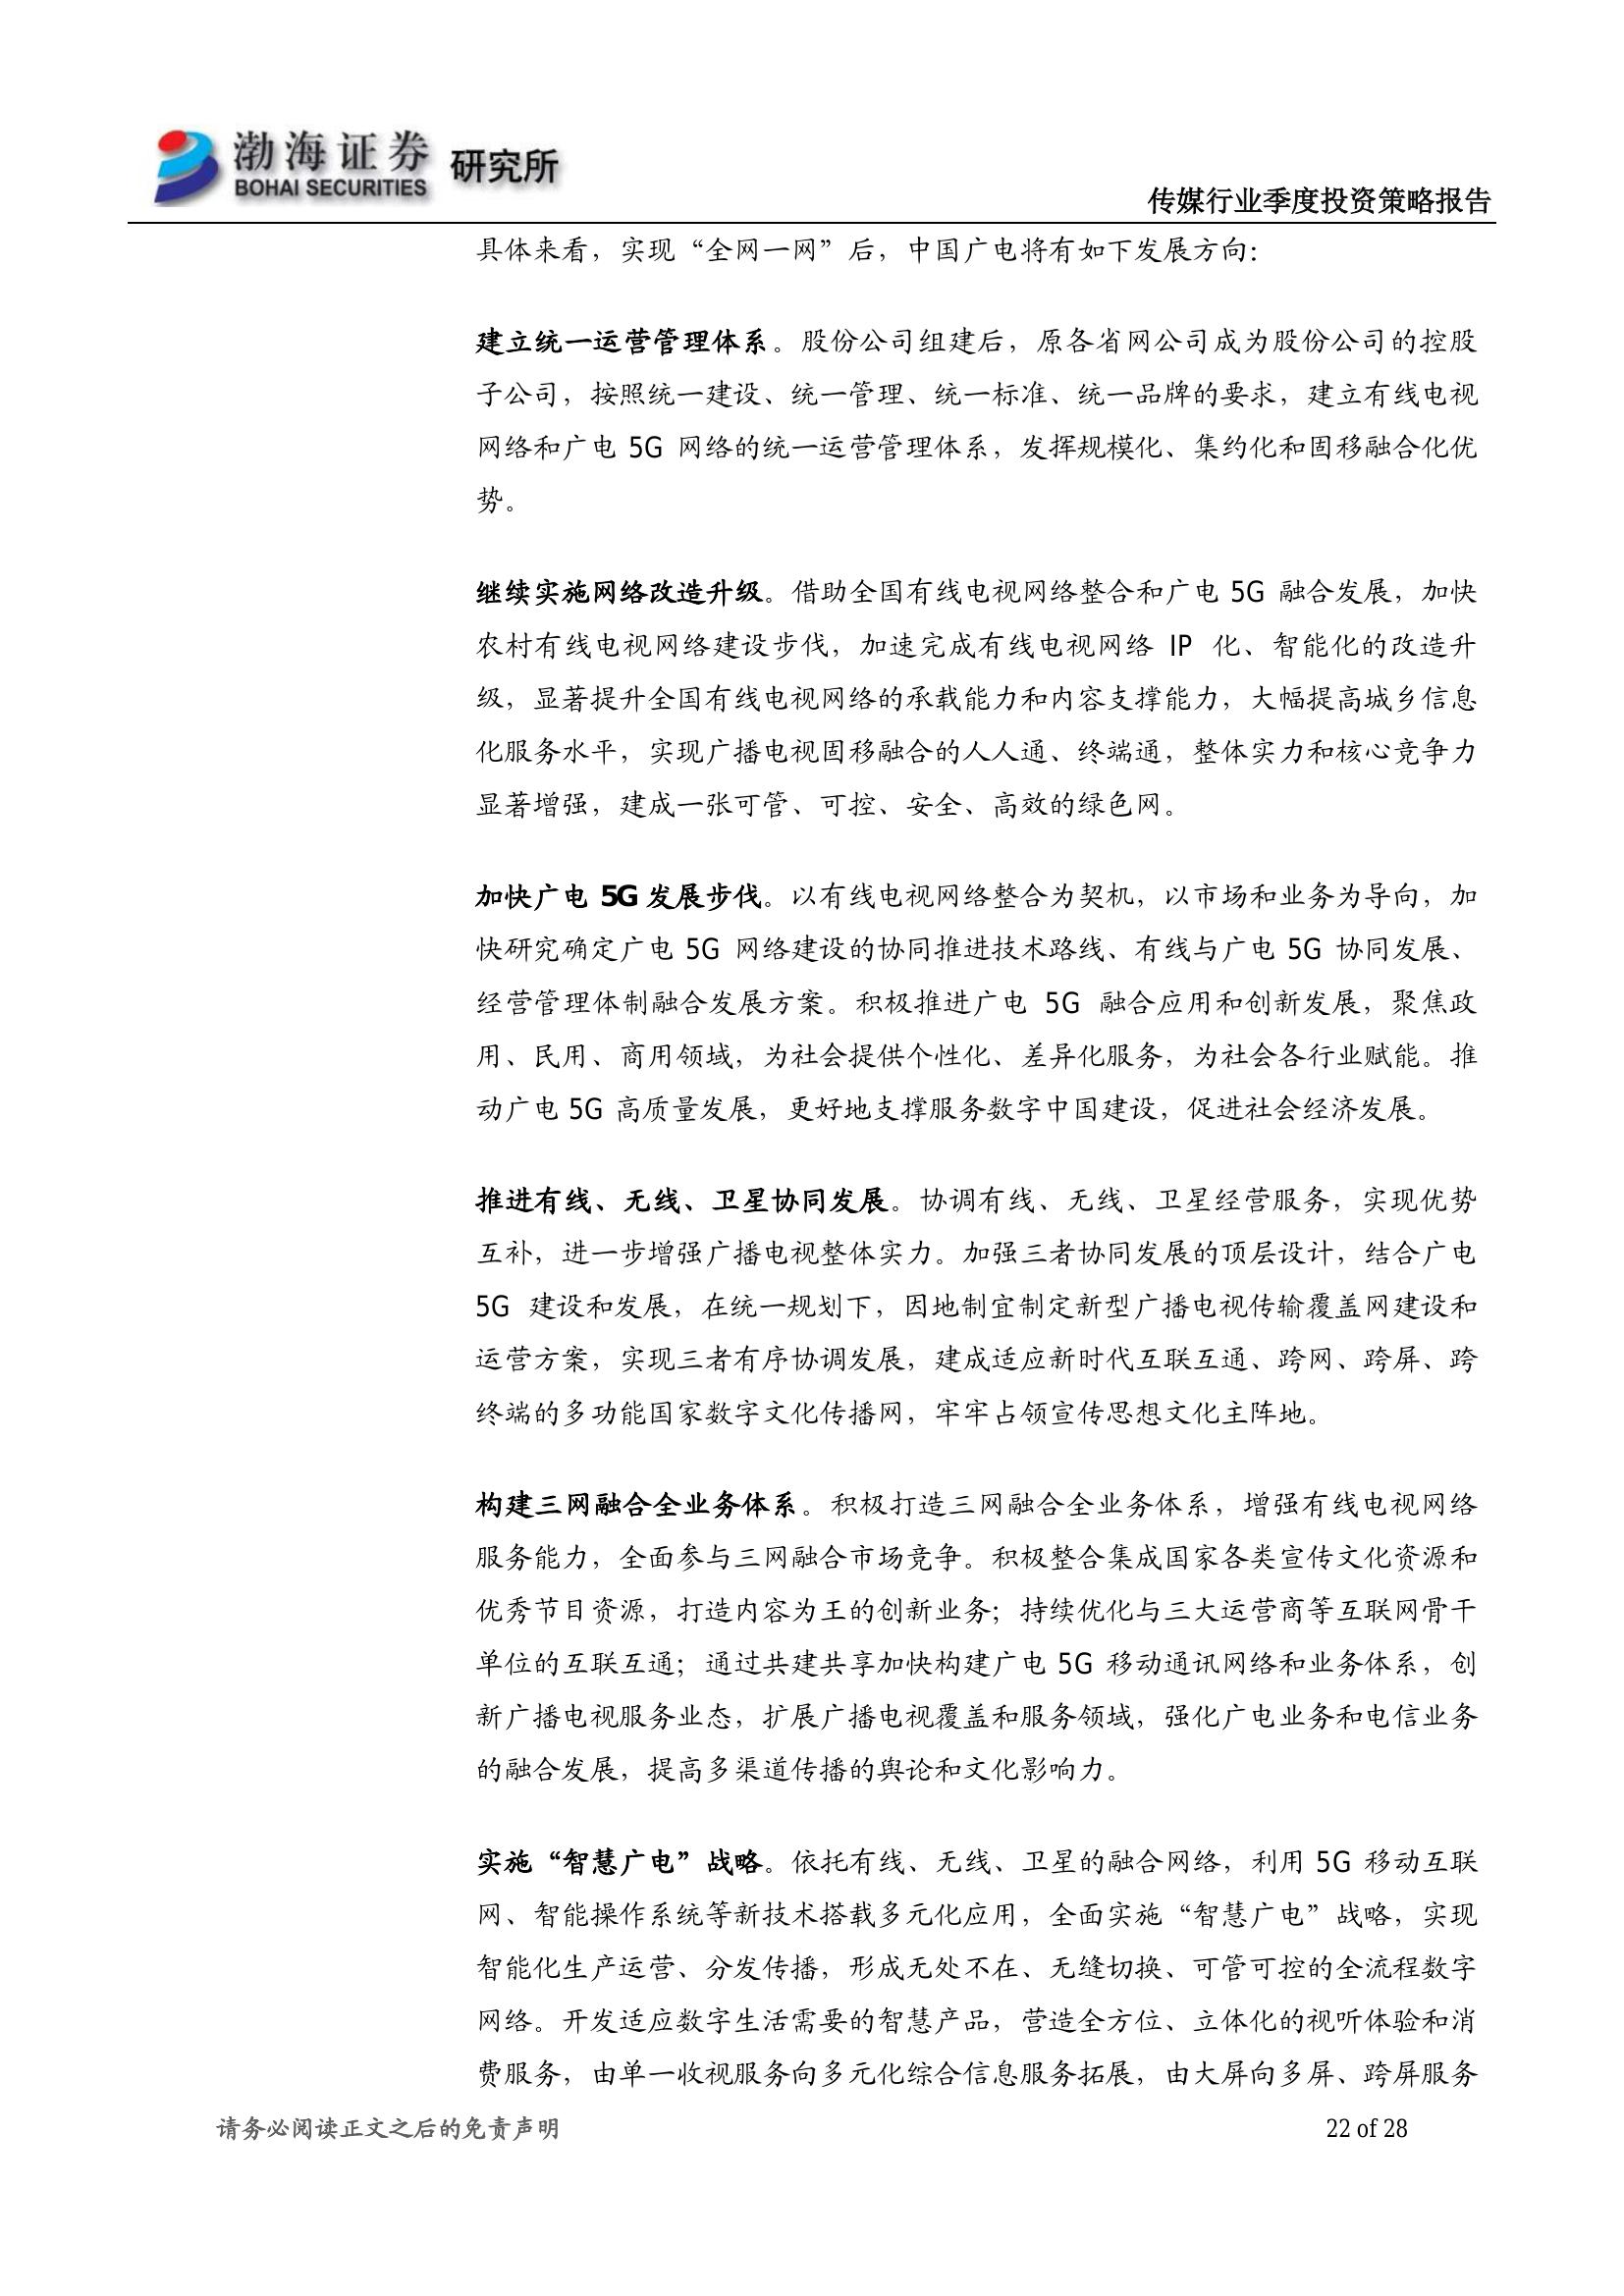 渤海证券 研究所
BOHAI SECURITIES
传媒行业季度投资策略报告
具体来看，实现“全网一网”后，中国广电将有如下发展方向：
建立统一运营管理体系。股份公司组建后，原各省网公司成为股份公司的控股
子公司，按照统一建设、统一管理、统一标准、统一品牌的要求，建立有线电视
网络和广电 5G 网络的统一运营管理体系，发挥规模化、集约化和固移融合化优
势。
继续实施网络改造升级。借助全国有线电视网络整合和广电 5G 融合发展，加快
农村有线电视网络建设步伐，加速完成有线电视网络 IP 化、智能化的改造升
级，显著提升全国有线电视网络的承载能力和内容支撑能力，大幅提高城乡信息
化服务水平，实现广播电视固移融合的人人通、终端通，整体实力和核心竞争力
显著增强，建成一张可管、可控、安全、高效的绿色网。
加快广电 5G 发展步伐。以有线电视网络整合为契机，以市场和业务为导向，加
快研究确定广电 5G 网络建设的协同推进技术路线、有线与广电 5G 协同发展、
经营管理体制融合发展方案。积极推进广电 5G 融合应用和创新发展，聚焦政
用、民用、商用领域，为社会提供个性化、差异化服务，为社会各行业赋能。推
动广电 5G 高质量发展，更好地支撑服务数字中国建设，促进社会经济发展。
推进有线、无线、卫星协同发展。协调有线、无线、卫星经营服务，实现优势
互补，进一步增强广播电视整体实力。加强三者协同发展的顶层设计，结合广电
5G 建设和发展，在统一规划下，因地制宜制定新型广播电视传输覆盖网建设和
运营方案，实现三者有序协调发展，建成适应新时代互联互通、跨网、跨屏、跨
终端的多功能国家数字文化传播网，牢牢占领宣传思想文化主阵地。
构建三网融合全业务体系。积极打造三网融合全业务体系，增强有线电视网络
服务能力，全面参与三网融合市场竞争。积极整合集成国家各类宣传文化资源和
优秀节目资源，打造内容为王的创新业务；持续优化与三大运营商等互联网骨干
单位的互联互通；通过共建共享加快构建广电 5G 移动通讯网络和业务体系，创
新广播电视服务业态，扩展广播电视覆盖和服务领域，强化广电业务和电信业务
的融合发展，提高多渠道传播的舆论和文化影响力。
实施“智慧广电”战略。依托有线、无线、卫星的融合网络，利用 5G 移动互联
网、智能操作系统等新技术搭载多元化应用，全面实施“智慧广电”战略，实现
智能化生产运营、分发传播，形成无处不在、无缝切换、可管可控的全流程数字
网络。开发适应数字生活需要的智慧产品，营造全方位、立体化的视听体验和消
费服务，由单一收视服务向多元化综合信息服务拓展，由大屏向多屏、跨屏服务
请务必阅读正文之后的免责声明
22 of 28